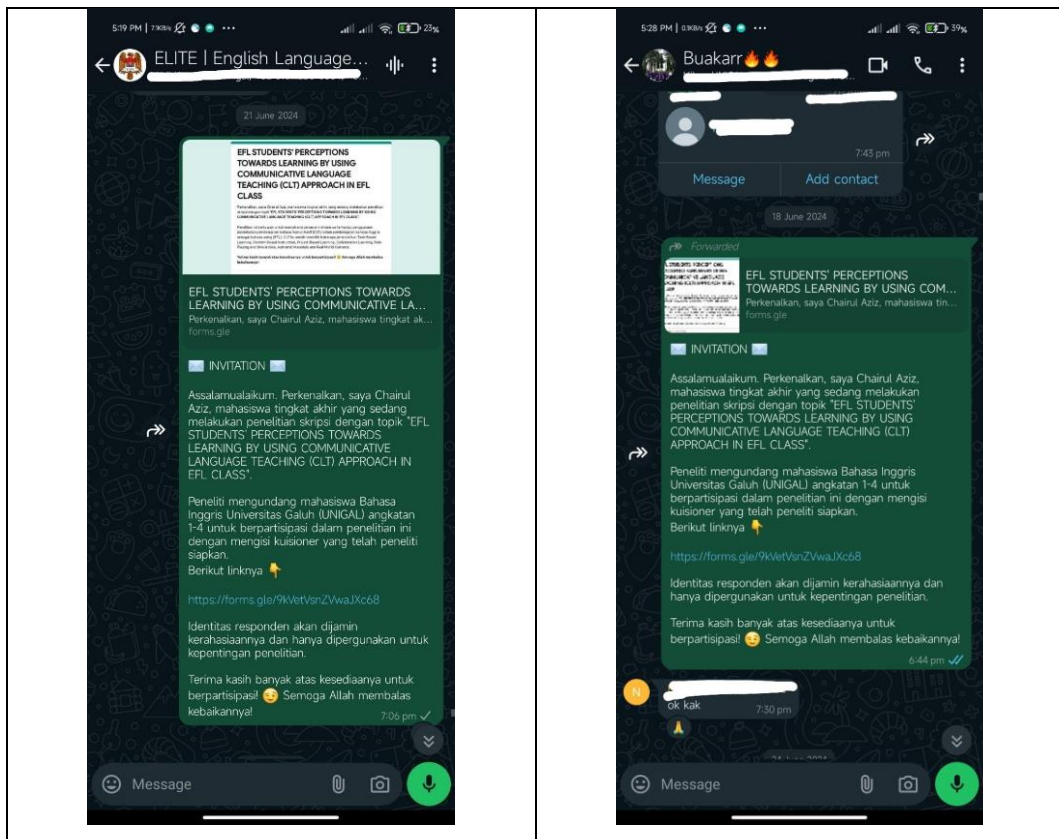 5:19 PM
23%
ELITE | English Language...
21 June 2024
EFL STUDENTS' PERCEPTIONS
TOWARDS LEARNING BY USING
COMMUNICATIVE LANGUAGE
TEACHING (CLT) APPROACH IN EFL
CLASS
EFL STUDENTS' PERCEPTIONS TOWARDS
LEARNING BY USING COMMUNICATIVE LA...
Perkenalkan, saya Chairul Aziz, mahasiswa tingkat ak...
forms.gle
INVITATION
Assalamualaikum. Perkenalkan, saya Chairul
Aziz, mahasiswa tingkat akhir yang sedang
melakukan penelitian skripsi dengan topik "EFL
STUDENTS' PERCEPTIONS TOWARDS
LEARNING BY USING COMMUNICATIVE
LANGUAGE TEACHING (CLT) APPROACH IN
EFL CLASS".
Peneliti mengundang mahasiswa Bahasa
Inggris Universitas Galuh (UNIGAL) angkatan
1-4 untuk berpartisipasi dalam penelitian ini
dengan mengisi kuisioner yang telah peneliti
siapkan.
Berikut linknya
https://forms.gle/9kVetVsnZVwaJXc68
Identitas responden akan dijamin
kerahasiaannya dan hanya dipergunakan untuk
kepentingan penelitian.
Terima kasih banyak atas kesediaanya untuk
berpartisipasi! Semoga Allah membalas
kebaikannya!
7:06 pm
Message
5:28 PM
39%
Buakarr
7:43 pm
Message Add contact
18 June 2024
Forwarded
EFL STUDENTS' PERCEPTIONS
TOWARDS LEARNING BY USING COM...
Perkenalkan, saya Chairul Aziz, mahasiswa tin...
forms.gle
INVITATION
Assalamualaikum. Perkenalkan, saya Chairul Aziz,
mahasiswa tingkat akhir yang sedang melakukan
penelitian skripsi dengan topik "EFL STUDENTS'
PERCEPTIONS TOWARDS LEARNING BY USING
COMMUNICATIVE LANGUAGE TEACHING (CLT)
APPROACH IN EFL CLASS".
Peneliti mengundang mahasiswa Bahasa Inggris
Universitas Galuh (UNIGAL) angkatan 1-4 untuk
berpartisipasi dalam penelitian ini dengan mengisi
kuisioner yang telah peneliti siapkan.
Berikut linknya
https://forms.gle/9kVetVsnZVwaJXc68
Identitas responden akan dijamin kerahasiaannya dan
hanya dipergunakan untuk kepentingan penelitian.
Terima kasih banyak atas kesediaanya untuk
berpartisipasi! Semoga Allah membalas kebaikannya!
6:44 pm
N
ok kak
7:30 pm
Message